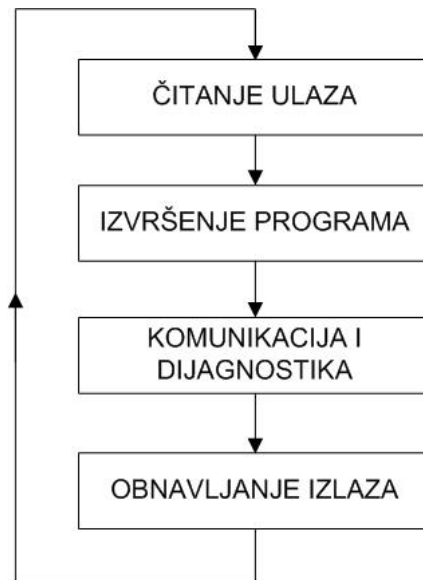 ČITANJE ULAZA
IZVRŠENJE PROGRAMA
KOMUNIKACIJA I
DIJAGNOSTIKA
OBNAVLJANJE IZLAZA